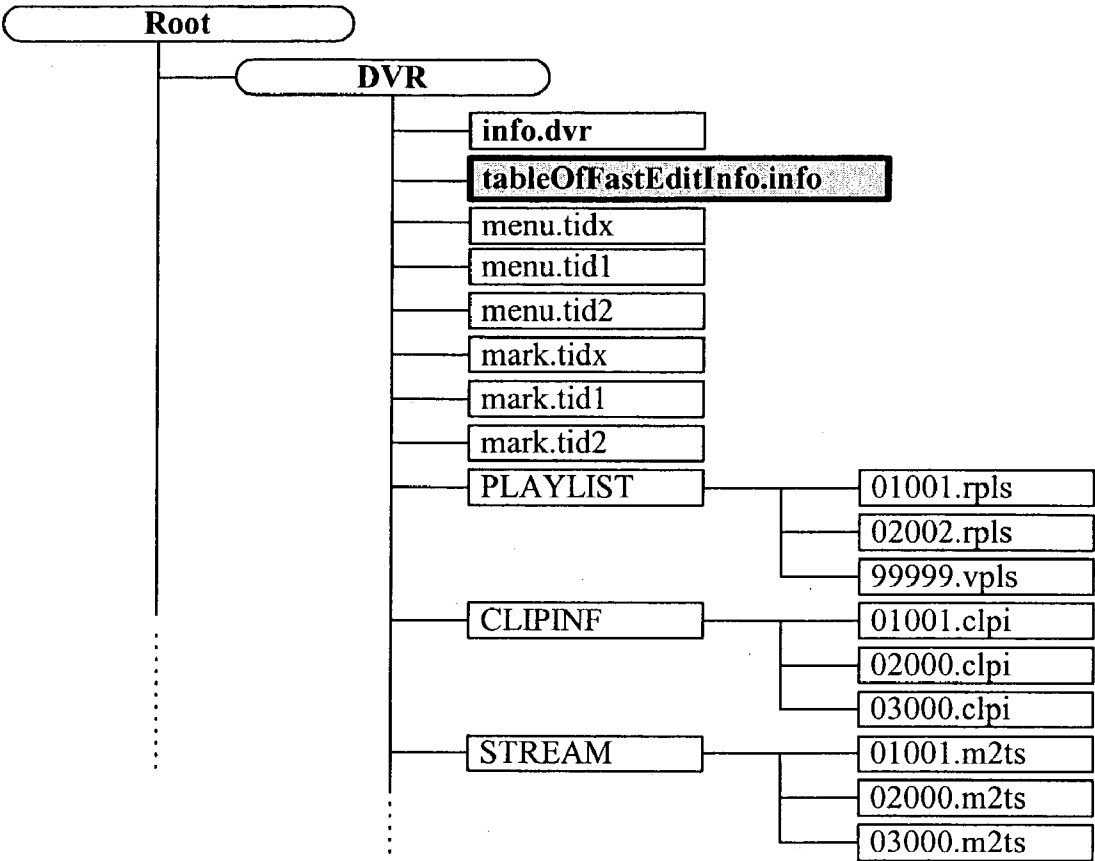 Root
DVR
info.dvr
tableOfFastEditInfo.info
menu.tidx
menu.tid1
menu.tid2
mark.tidx
mark.tid1
mark.tid2
PLAYLIST
01001.rpls
02002.rpls
99999.vpls
CLIPINF
01001.clpi
02000.clpi
03000.clpi
STREAM
01001.m2ts
02000.m2ts
03000.m2ts